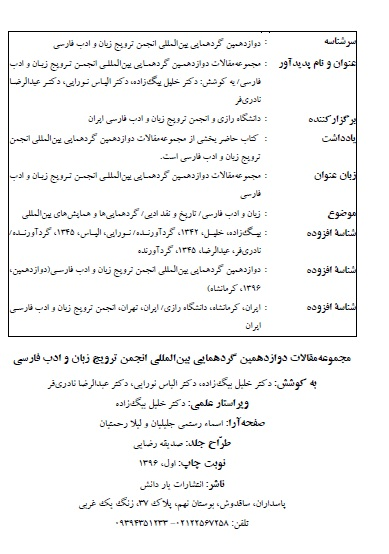 سرشناسه : دوازدهمین گردهمایی بین‌المللی انجمن ترویج زبان و ادب فارسی
عنوان و نام پدیدآور : مجموعه‌مقالات دوازدهمین گردهمایی بین‌المللی انجمن ترویج زبان و ادب
فارسی/ به کوشش: دکتر خلیل بیگ‌زاده، دکتر الیاس نورایی، دکتر عبدالرضا
نادری‌فر
برگزارکننده : دانشگاه رازی و انجمن ترویج زبان و ادب فارسی ایران
یادداشت : کتاب حاضر بخشی از مجموعه‌مقالات دوازدهمین گردهمایی بین‌المللی انجمن
ترویج زبان و ادب فارسی است.
زبان عنوان : مجموعه‌مقالات دوازدهمین گردهمایی بین‌المللی انجمن ترویج زبان و ادب
فارسی
موضوع : زبان و ادب فارسی/ تاریخ و نقد ادبی/ گردهمایی‌ها و همایش‌های بین‌المللی
شناسهٔ افزوده : بیگ‌زاده، خلیل، ۱۳۴۲، گردآورنده/ نورایی، الیاس، ۱۳۴۵، گردآورنده/
نادری‌فر، عبدالرضا، ۱۳۴۵، گردآورنده
شناسهٔ افزوده : دوازدهمین گردهمایی بین‌المللی انجمن ترویج زبان و ادب فارسی(دوازدهمین،
۱۳۹۶، کرمانشاه)
شناسهٔ افزوده : ایران، کرمانشاه، دانشگاه رازی/ ایران، تهران، انجمن ترویج زبان و ادب فارسی
ایران
مجموعه‌مقالات دوازدهمین گردهمایی بین‌المللی انجمن ترویج زبان و ادب فارسی
به کوشش: دکتر خلیل بیگ‌زاده، دکتر الیاس نورایی، دکتر عبدالرضا نادری‌فر
ویراستار علمی: دکتر خلیل بیگ‌زاده
صفحه‌آرا: اسماء رستمی جلیلیان و لیلا رحمتیان
طرّاح جلد: صدیقه رضایی
نوبت چاپ: اول، ۱۳۹۶
ناشر: انتشارات یار دانش
پاسداران، ساقدوش، بوستان نهم، پلاک ۳۷، زنگ یک غربی
تلفن: ۰۲۱۲۲۵۶۷۲۵۸- ۰۹۳۹۴۳۵۱۲۳۳